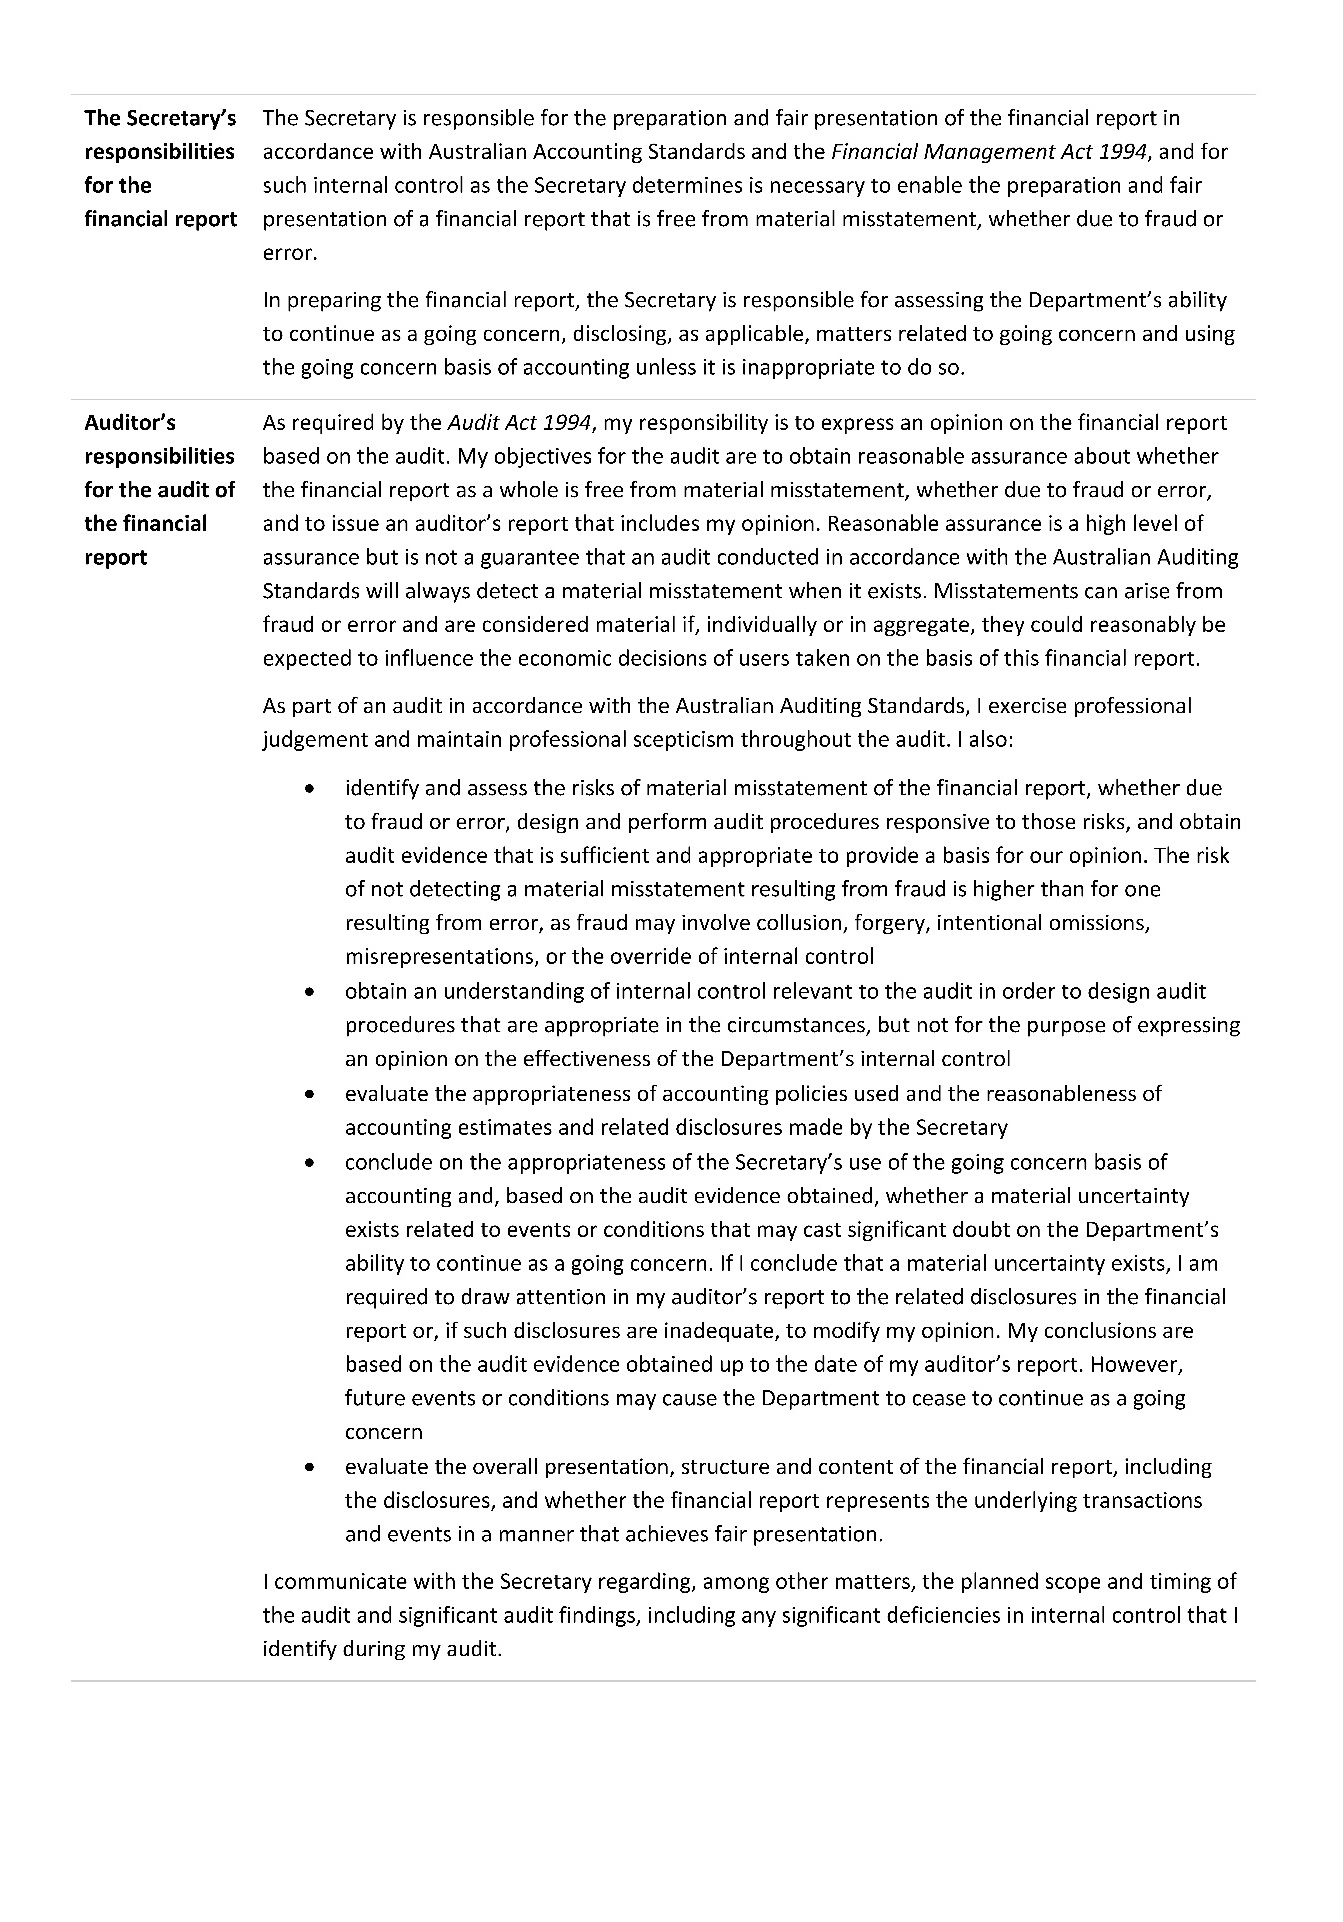 The Secretary’s
responsibilities
for the
financial report
The Secretary is responsible for the preparation and fair presentation of the financial report in
accordance with Australian Accounting Standards and the Financial Management Act 1994, and for
such internal control as the Secretary determines is necessary to enable the preparation and fair
presentation of a financial report that is free from material misstatement, whether due to fraud or
error.
In preparing the financial report, the Secretary is responsible for assessing the Department’s ability
to continue as a going concern, disclosing, as applicable, matters related to going concern and using
the going concern basis of accounting unless it is inappropriate to do so.
Auditor’s
responsibilities
for the audit of
the financial
report
As required by the Audit Act 1994, my responsibility is to express an opinion on the financial report
based on the audit. My objectives for the audit are to obtain reasonable assurance about whether
the financial report as a whole is free from material misstatement, whether due to fraud or error,
and to issue an auditor’s report that includes my opinion. Reasonable assurance is a high level of
assurance but is not a guarantee that an audit conducted in accordance with the Australian Auditing
Standards will always detect a material misstatement when it exists. Misstatements can arise from
fraud or error and are considered material if, individually or in aggregate, they could reasonably be
expected to influence the economic decisions of users taken on the basis of this financial report.
As part of an audit in accordance with the Australian Auditing Standards, I exercise professional
judgement and maintain professional scepticism throughout the audit. I also:
• identify and assess the risks of material misstatement of the financial report, whether due
to fraud or error, design and perform audit procedures responsive to those risks, and obtain
audit evidence that is sufficient and appropriate to provide a basis for our opinion. The risk
of not detecting a material misstatement resulting from fraud is higher than for one
resulting from error, as fraud may involve collusion, forgery, intentional omissions,
misrepresentations, or the override of internal control
• obtain an understanding of internal control relevant to the audit in order to design audit
procedures that are appropriate in the circumstances, but not for the purpose of expressing
an opinion on the effectiveness of the Department’s internal control
• evaluate the appropriateness of accounting policies used and the reasonableness of
accounting estimates and related disclosures made by the Secretary
• conclude on the appropriateness of the Secretary’s use of the going concern basis of
accounting and, based on the audit evidence obtained, whether a material uncertainty
exists related to events or conditions that may cast significant doubt on the Department’s
ability to continue as a going concern. If I conclude that a material uncertainty exists, I am
required to draw attention in my auditor’s report to the related disclosures in the financial
report or, if such disclosures are inadequate, to modify my opinion. My conclusions are
based on the audit evidence obtained up to the date of my auditor’s report. However,
future events or conditions may cause the Department to cease to continue as a going
concern
• evaluate the overall presentation, structure and content of the financial report, including
the disclosures, and whether the financial report represents the underlying transactions
and events in a manner that achieves fair presentation.
I communicate with the Secretary regarding, among other matters, the planned scope and timing of
the audit and significant audit findings, including any significant deficiencies in internal control that I
identify during my audit.